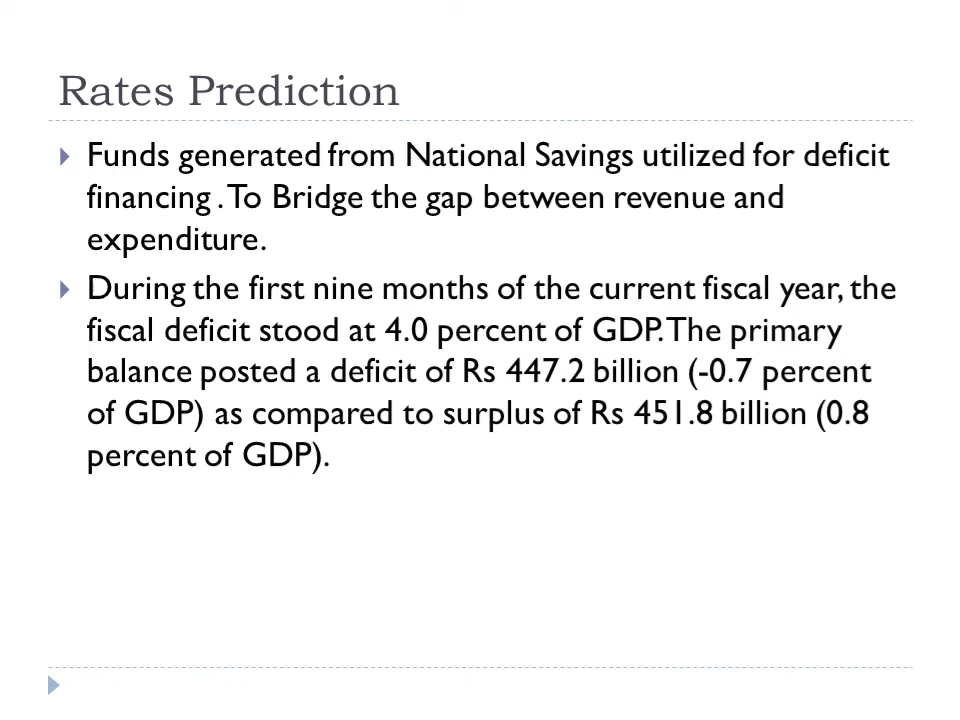 Rates Prediction
Funds generated from National Savings utilized for deficit
financing . To Bridge the gap between revenue and
expenditure.
During the first nine months of the current fiscal year, the
fiscal deficit stood at 4.0 percent of GDP. The primary
balance posted a deficit of Rs 447.2 billion (-0.7 percent
of GDP) as compared to surplus of Rs 451.8 billion (0.8
percent of GDP).